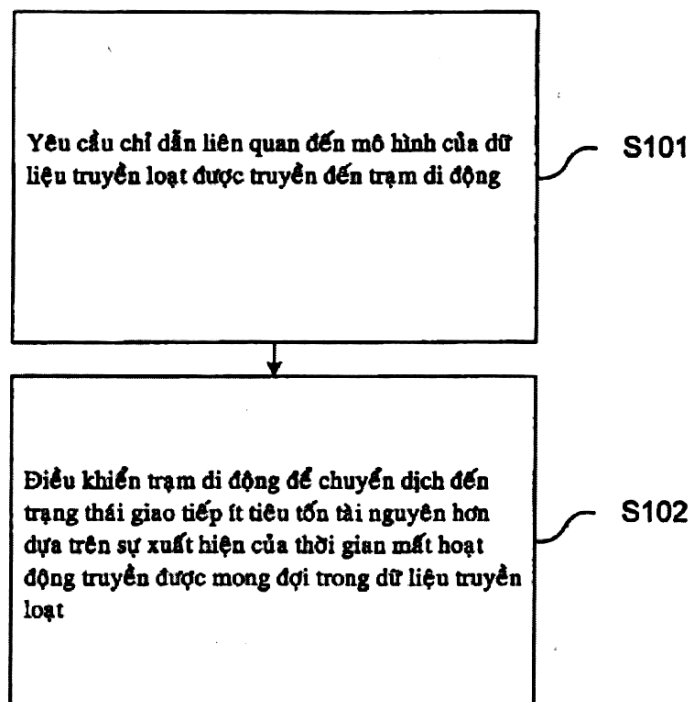 Yêu cầu chỉ dẫn liên quan đến mô hình của dữ
liệu truyền loạt được truyền đến trạm di động
S101
Điều khiển trạm di động để chuyển dịch đến
trạng thái giao tiếp ít tiêu tốn tài nguyên hơn
dựa trên sự xuất hiện của thời gian mất hoạt
động truyền được mong đợi trong dữ liệu truyền
loạt
S102